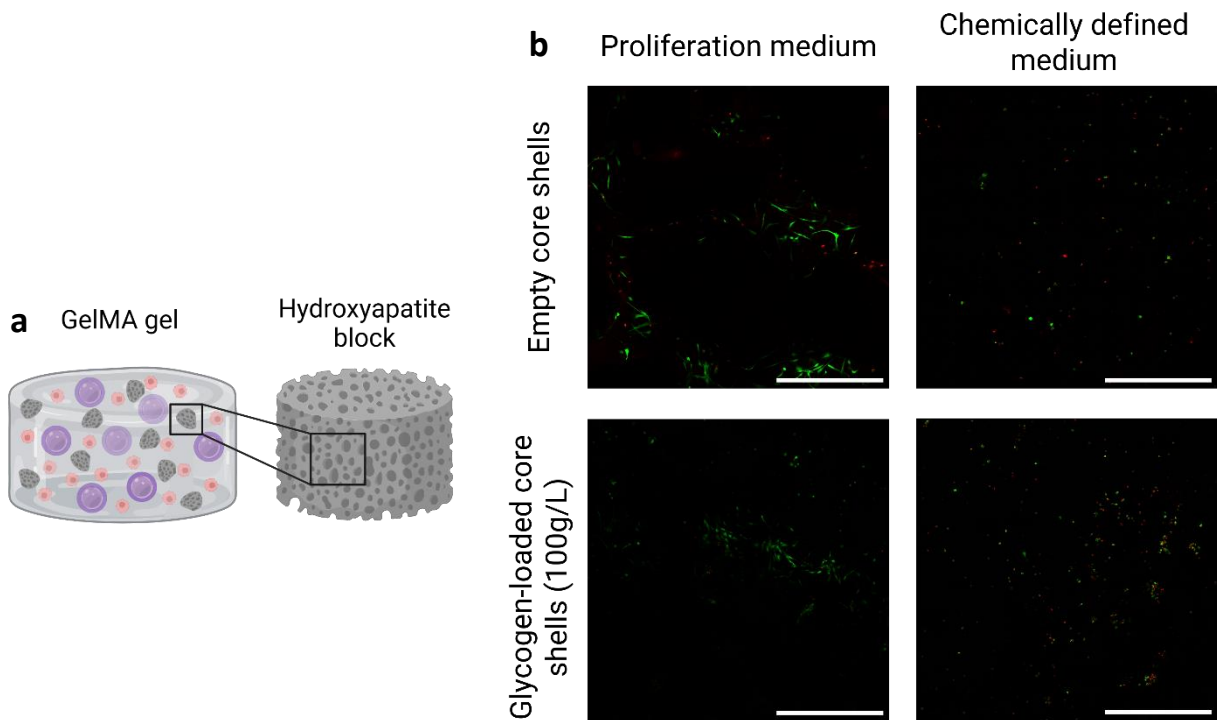 a
GelMA gel
Hydroxyapatite
block
b
Proliferation medium
Chemically defined
medium
Empty core shells
Glycogen-loaded core
shells (100g/L)